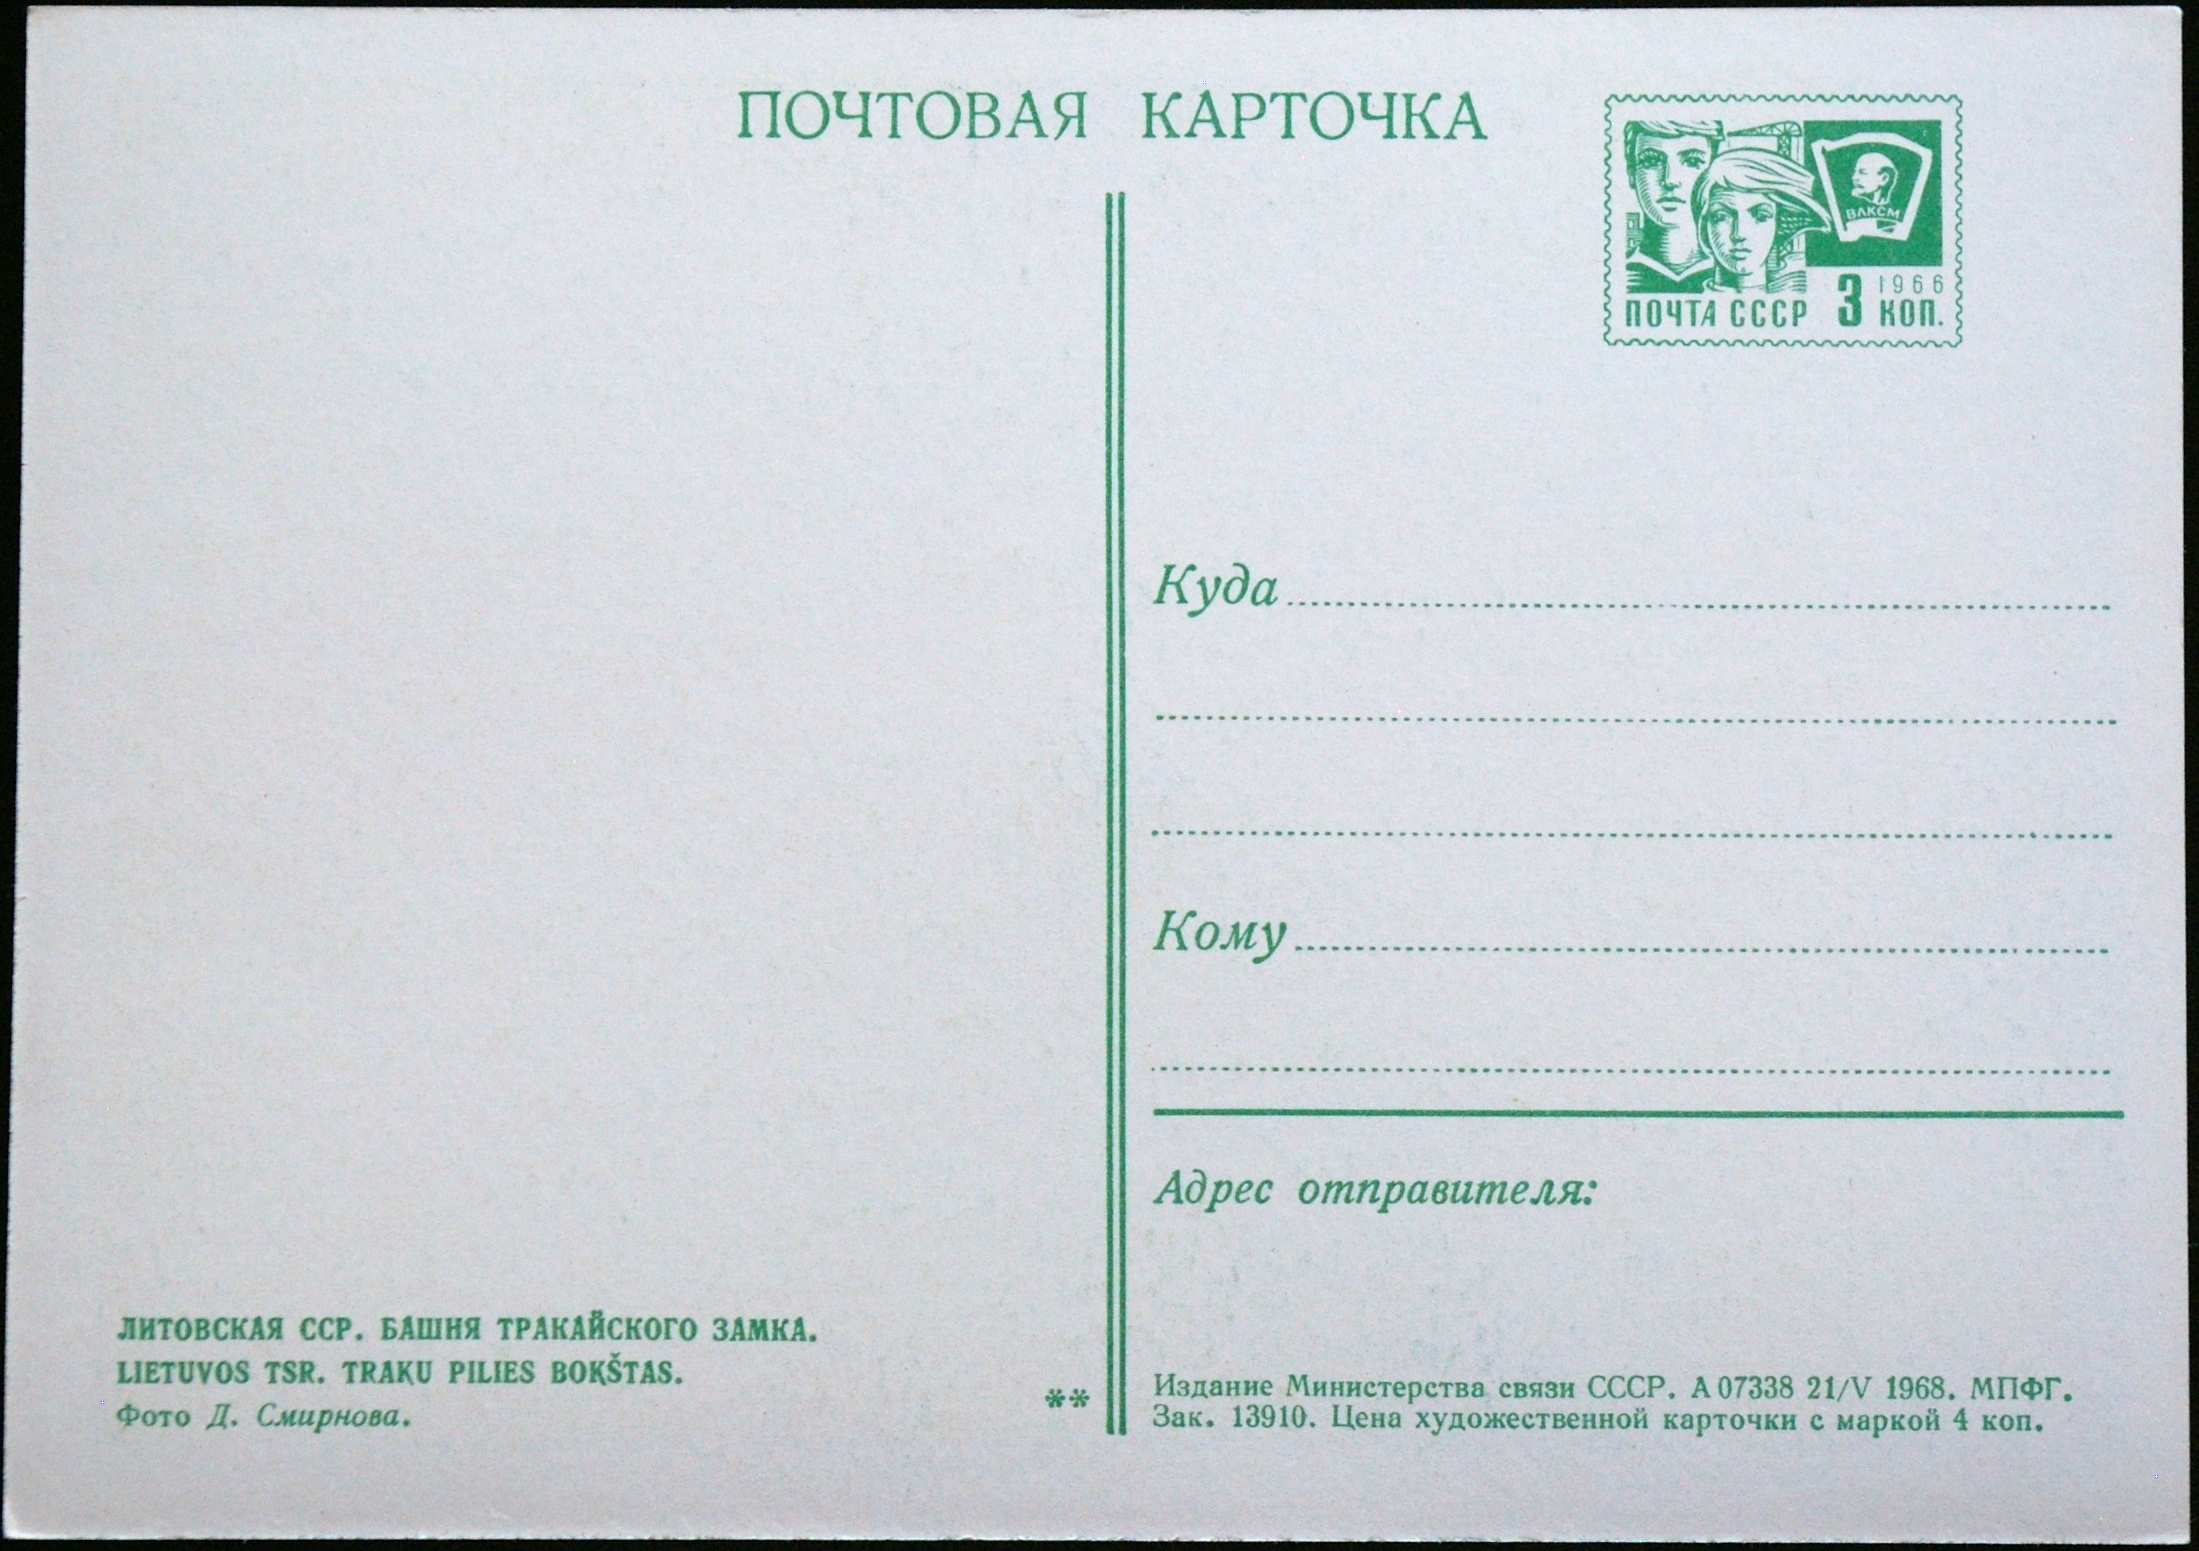 ПОЧТОВАЯ КАРТОЧКА
ВЛКСМ
1966
ПОЧТА СССР 3 КОП.
Куда
Кому
Адрес отправителя:
ЛИТОВСКАЯ ССР. БАШНЯ ТРАКАЙСКОГО ЗАМКА.
LIETUVOS TSR. TRAKU PILIES BOKŠTAS.
Фото Д. Смирнова.
**
Издание Министерства связи СССР. А 07338 21/V 1968. МПФГ.
Зак. 13910. Цена художественной карточки с маркой 4 коп.